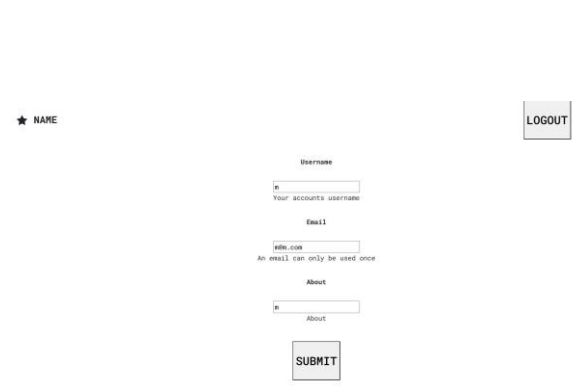 ★ NAME
LOGOUT
Username
m
Your accounts username
Email
m@m.com
An email can only be used once
About
m
About
SUBMIT